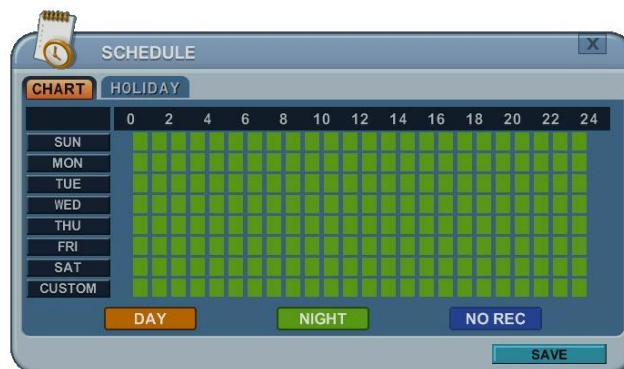 SCHEDULE X
CHART HOLIDAY
0 2 4 6 8 10 12 14 16 18 20 22 24
SUN
MON
TUE
WED
THU
FRI
SAT
CUSTOM
DAY NIGHT NO REC
SAVE